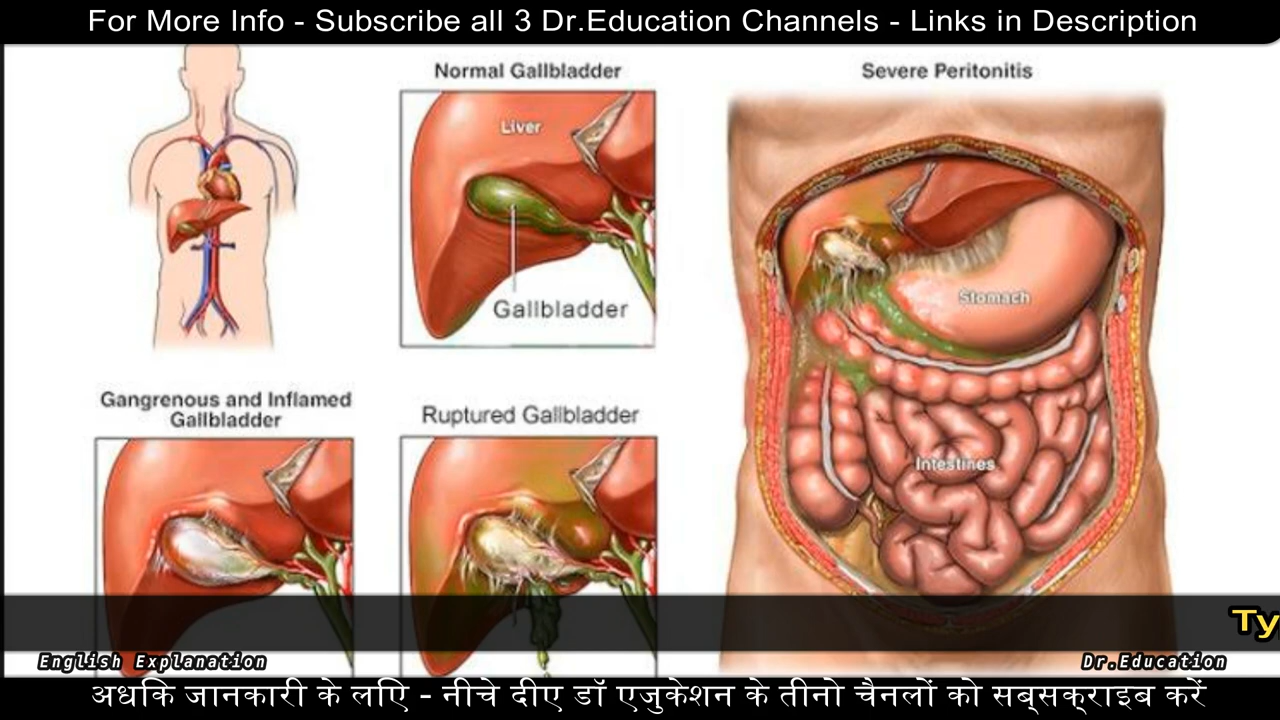 For More Info - Subscribe all 3 Dr.Education Channels - Links in Description
Normal Gallbladder
Severe Peritonitis
Liver
Gallbladder
Stomach
Gangrenous and Inflamed
Gallbladder
Ruptured Gallbladder
Intestines
Ty
English Explanation
Dr.Education
अधकि जानकारी के लएि - नीचे दीए डॉ एजुकेशन के तीनो चैनलों को सब्सक्राइब करें